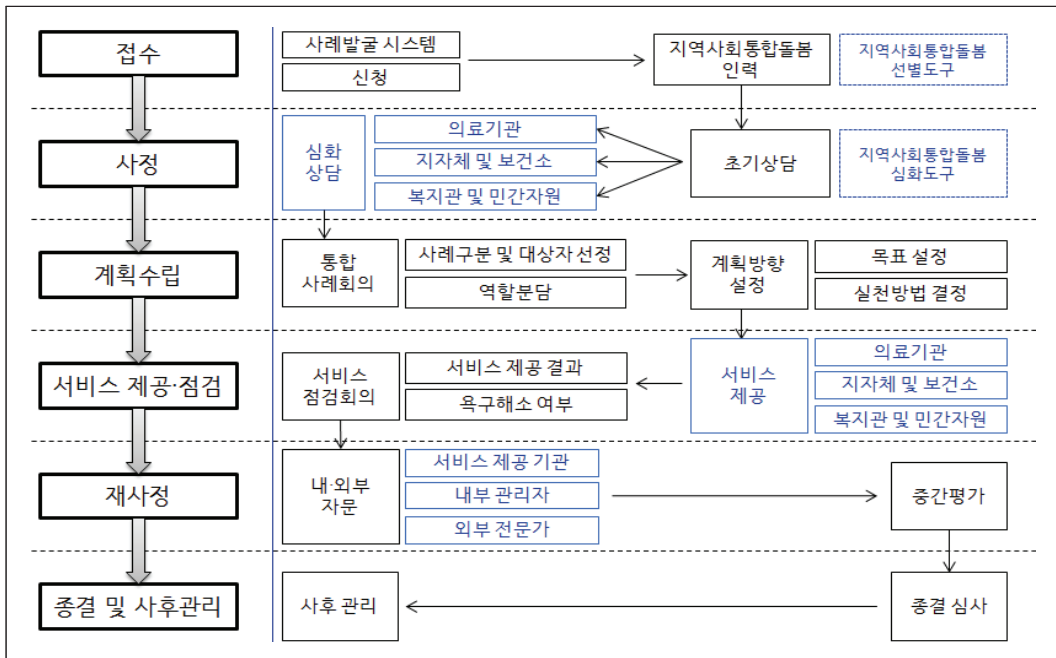 접수
사례발굴 시스템
신청
지역사회통합돌봄
인력
지역사회통합돌봄
선별도구
사정
심화
상담
의료기관
지자체 및 보건소
복지관 및 민간자원
초기상담
지역사회통합돌봄
심화도구
계획수립
통합
사례회의
사례구분 및 대상자 선정
역할분담
계획방향
설정
목표 설정
실천방법 결정
서비스 제공·점검
서비스
점검회의
서비스 제공 결과
욕구해소 여부
서비스
제공
의료기관
지자체 및 보건소
복지관 및 민간자원
재사정
내·외부
자문
서비스 제공 기관
내부 관리자
외부 전문가
중간평가
종결 및 사후관리
사후 관리
종결 심사